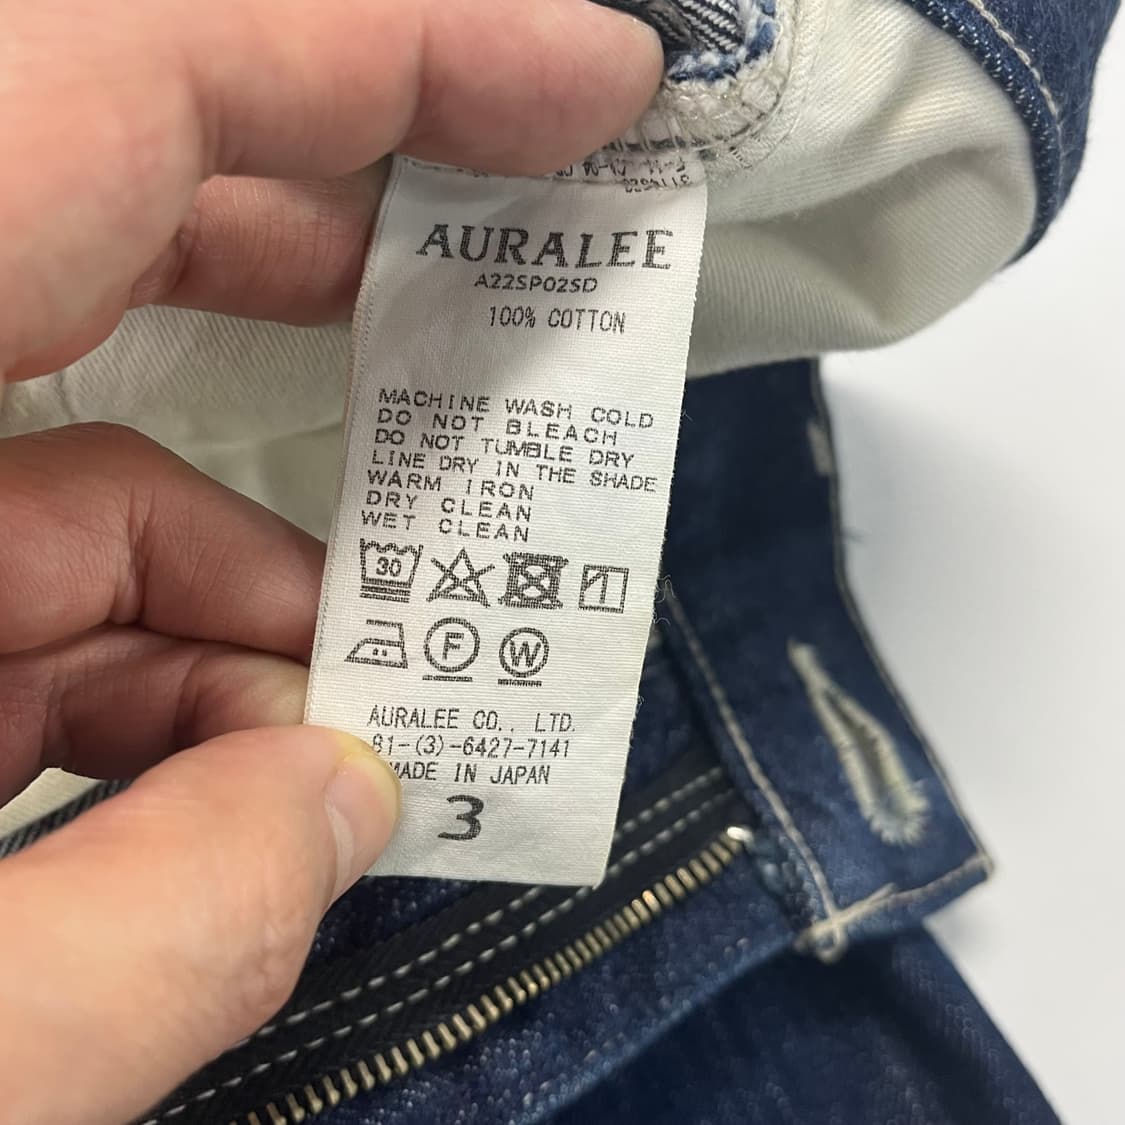 AURALEE
A22SP02SD
100% COTTON
MACHINE WASH COLD
DO NOT BLEACH
DO NOT TUMBLE DRY
LINE DRY IN THE SHADE
WARM IRON
DRY CLEAN
WET CLEAN
30
F W
AURALEE CO., LTD.
81-(3)-6427-7141
MADE IN JAPAN
3